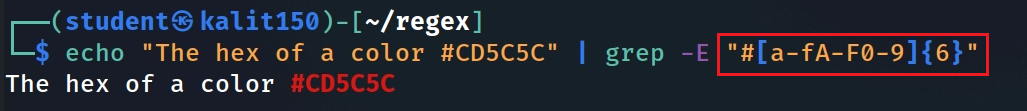 ┌──(student㉿kalit150)-[~/regex]
└─$ echo "The hex of a color #CD5C5C" | grep -E "#[a-fA-F0-9]{6}"
The hex of a color #CD5C5C